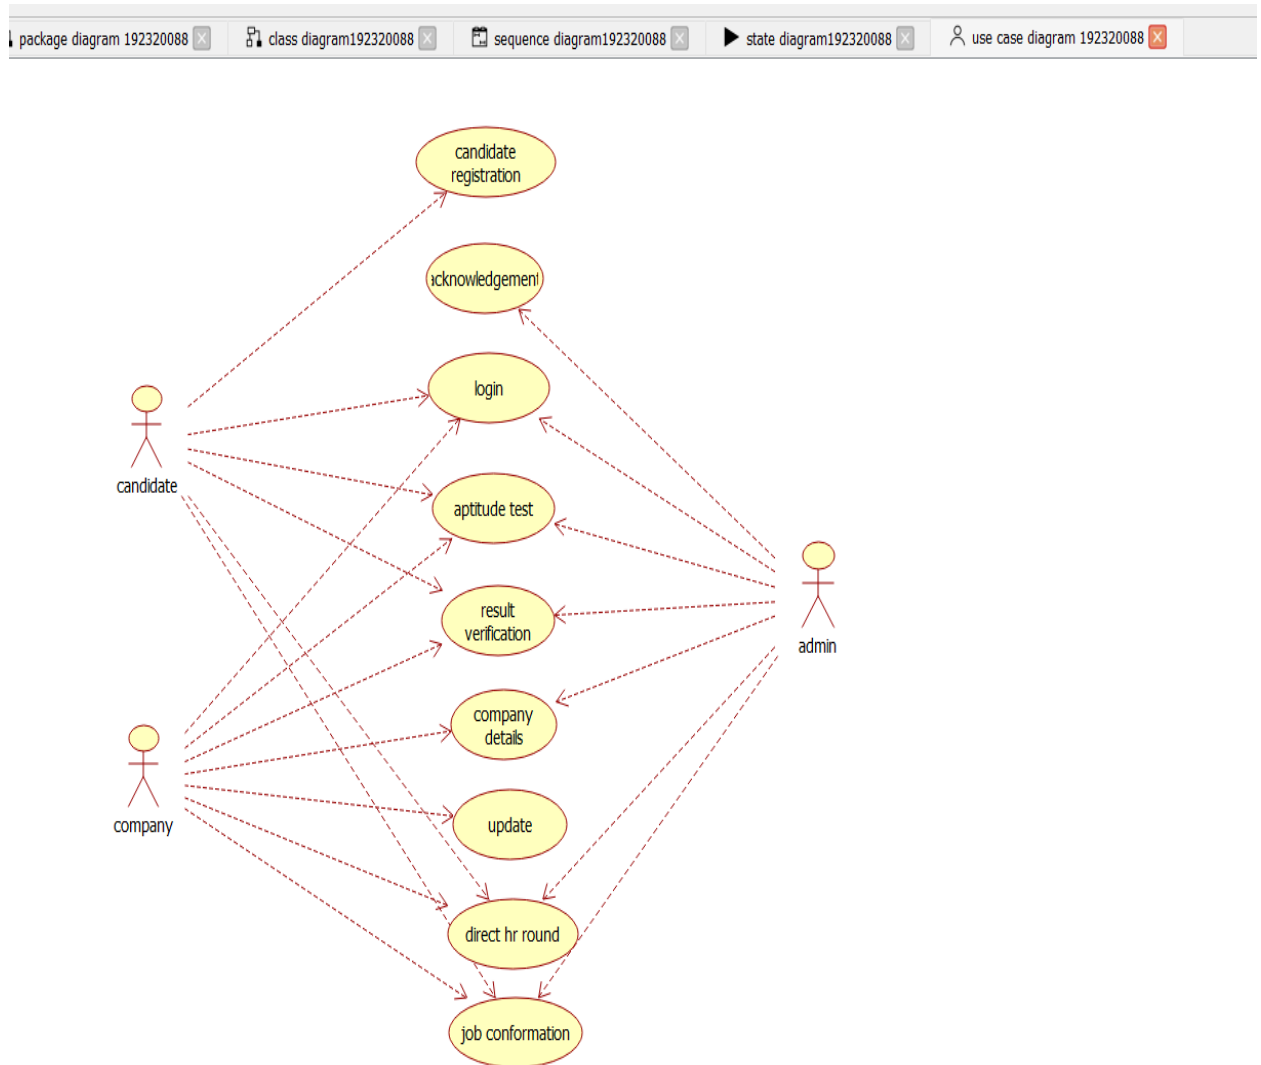 package diagram 192320088
class diagram192320088
sequence diagram192320088
state diagram192320088
use case diagram 192320088
candidate
registration
acknowledgement
login
candidate
aptitude test
result
verification
admin
company
details
company
update
direct hr round
job conformation